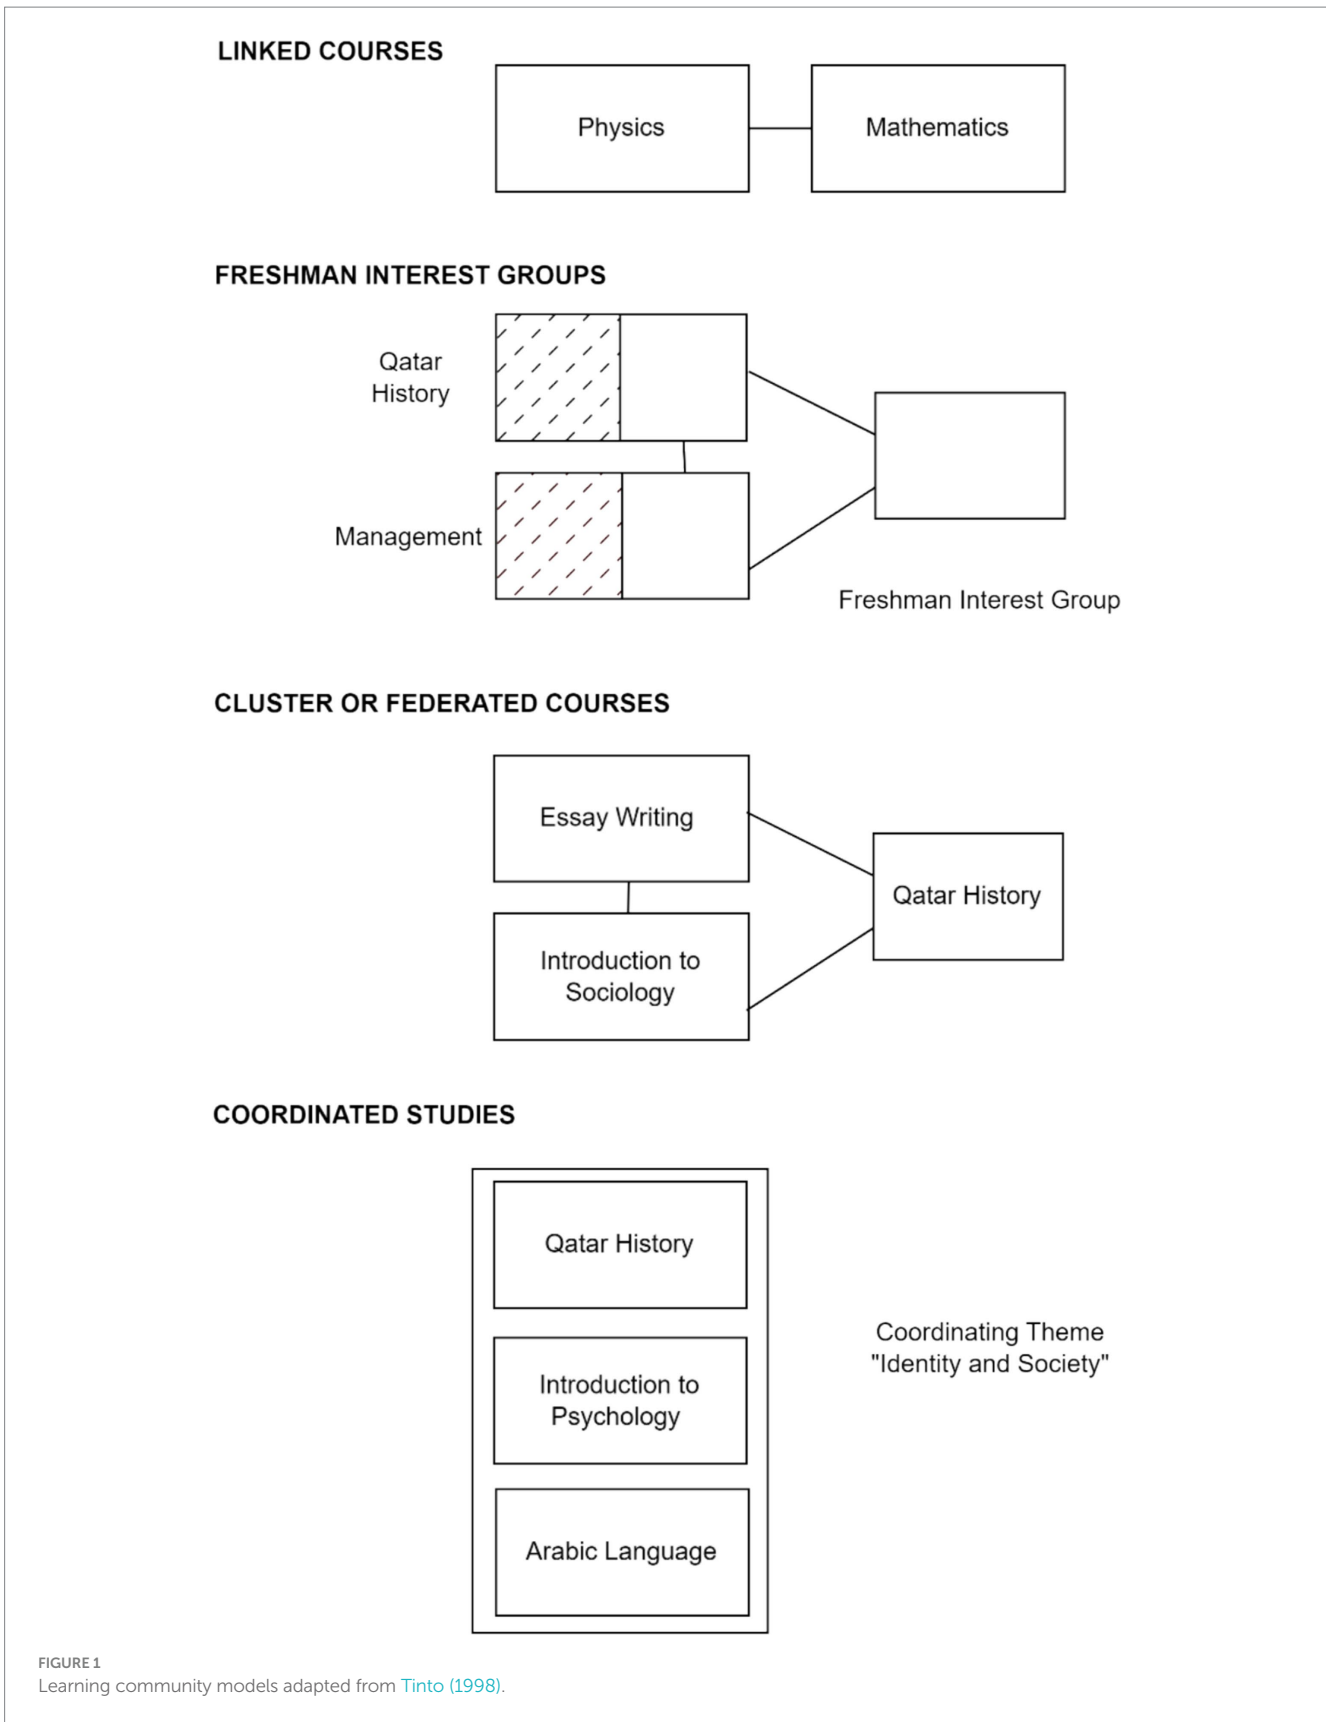 LINKED COURSES
Physics
Mathematics
FRESHMAN INTEREST GROUPS
Qatar
History
Management
Freshman Interest Group
CLUSTER OR FEDERATED COURSES
Essay Writing
Qatar History
Introduction to
Sociology
COORDINATED STUDIES
Qatar History
Coordinating Theme
"Identity and Society"
Introduction to
Psychology
Arabic Language
FIGURE 1
Learning community models adapted from Tinto (1998).